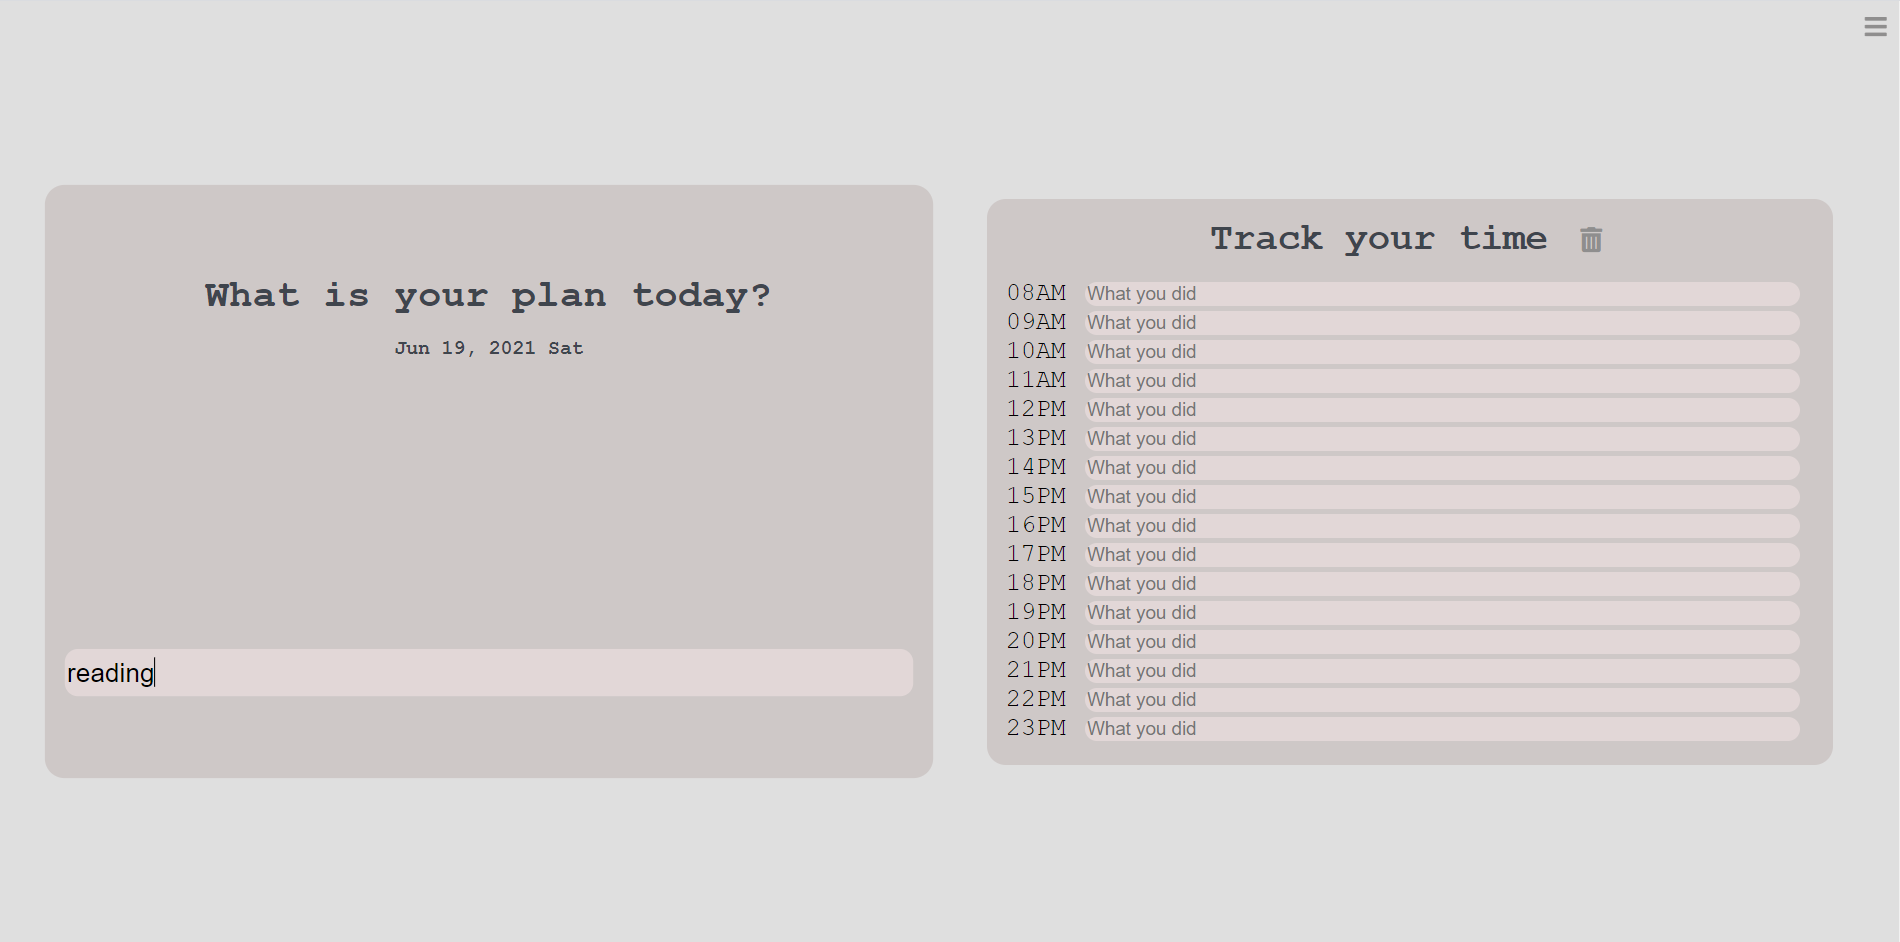 What is your plan today?
Jun 19, 2021 Sat
reading
Track your time
08AM What you did
09AM What you did
10AM What you did
11AM What you did
12PM What you did
13PM What you did
14PM What you did
15PM What you did
16PM What you did
17PM What you did
18PM What you did
19PM What you did
20PM What you did
21PM What you did
22PM What you did
23PM What you did